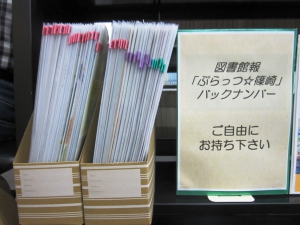 図書館報
「ぷらっつ☆篠崎」
バックナンバー
ご自由に
お持ち下さい